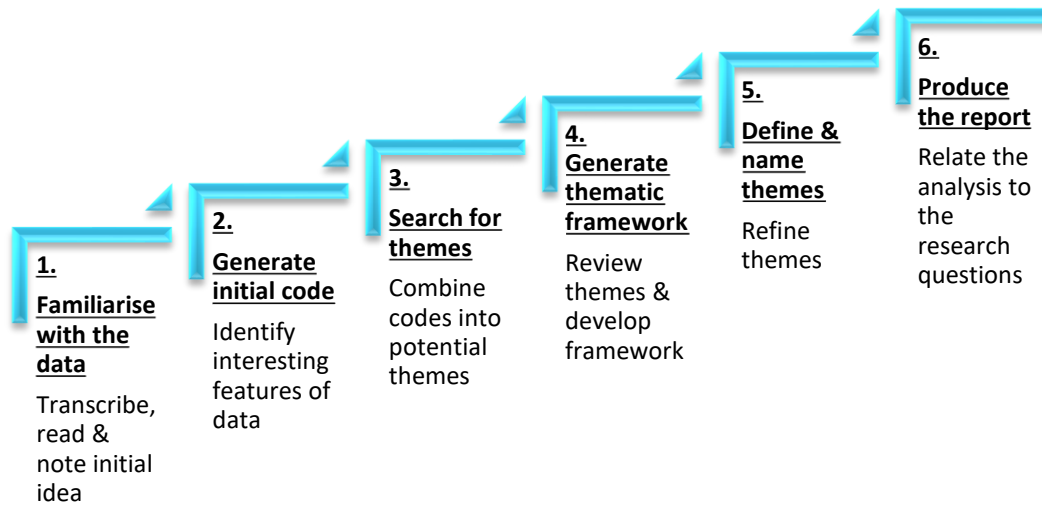 1.
Familiarise
with the
data
Transcribe,
read &
note initial
idea
2.
Generate
initial code
Identify
interesting
features of
data
3.
Search for
themes
Combine
codes into
potential
themes
4.
Generate
thematic
framework
Review
themes &
develop
framework
5.
Define &
name
themes
Refine
themes
6.
Produce
the report
Relate the
analysis to
the
research
questions